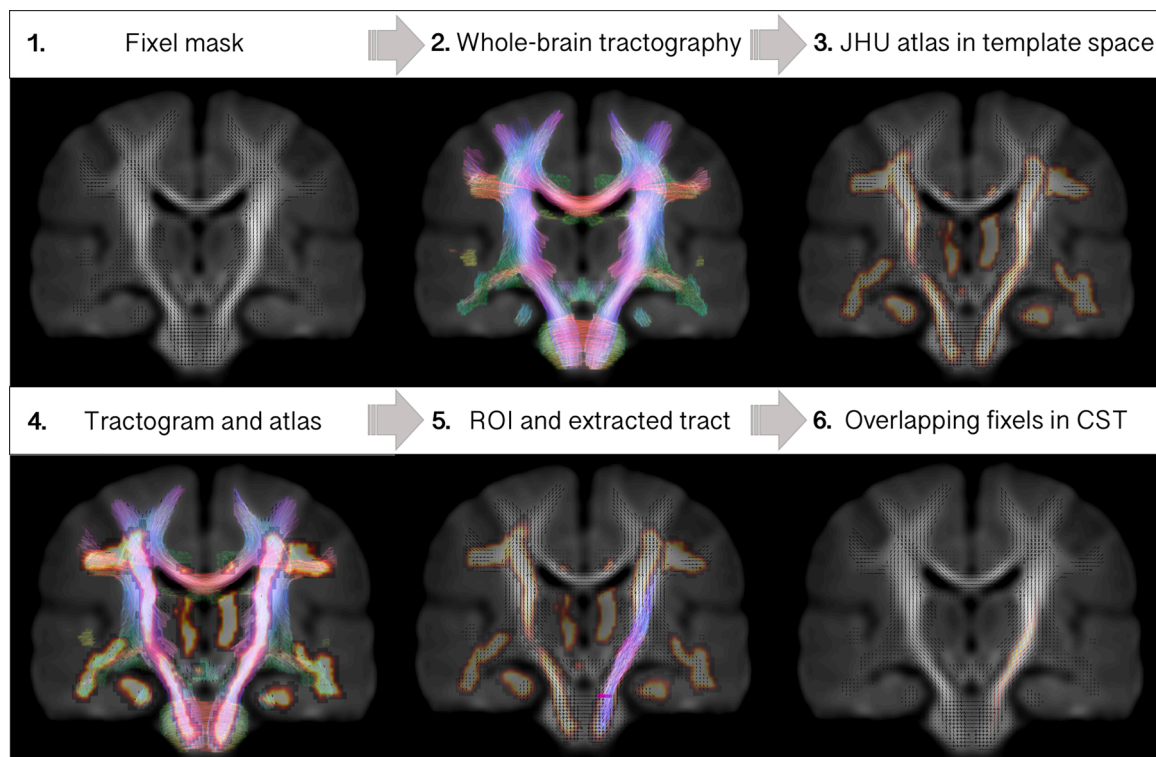 1. Fixel mask
2. Whole-brain tractography
3. JHU atlas in template space
4. Tractogram and atlas
5. ROI and extracted tract
6. Overlapping fixels in CST